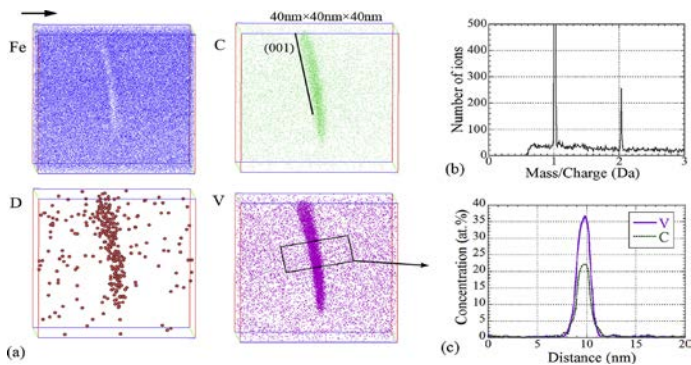 Fe
C
40nm×40nm×40nm
(001)
D
V
(a)
500
400
300
200
100
0
Number of ions
0
1
2
3
Mass/Charge (Da)
(b)
40
35
30
25
20
15
10
5
0
Concentration (at.%)
V
C
0
5
10
15
20
Distance (nm)
(c)